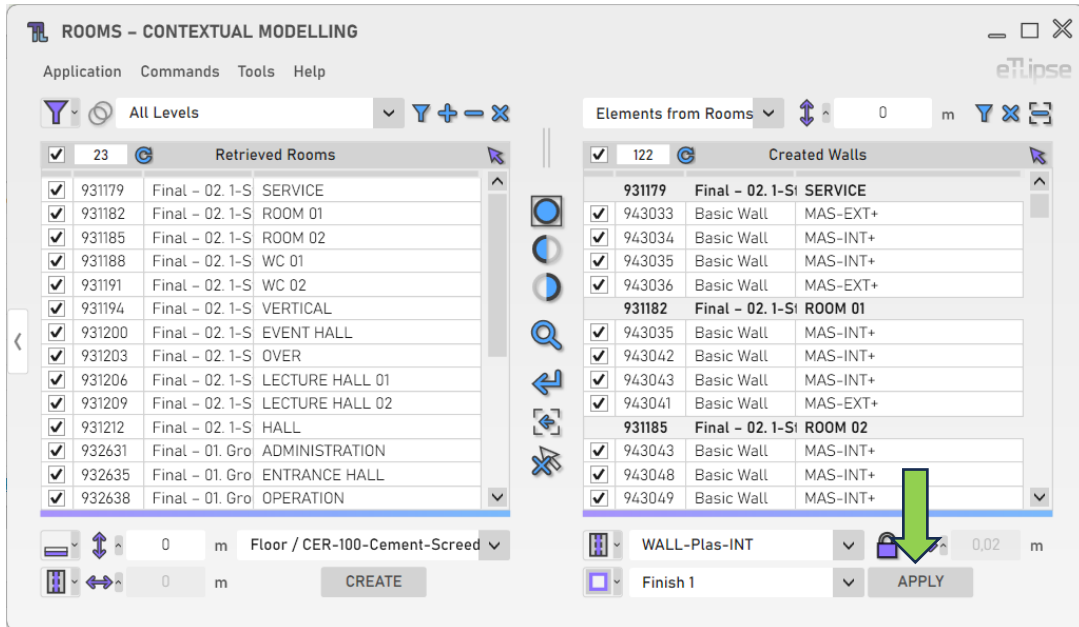 ROOMS – CONTEXTUAL MODELLING
Application Commands Tools Help
eTLipse
All Levels
Elements from Rooms 0 m
23 Retrieved Rooms
122 Created Walls
931179 Final – 02. 1-S SERVICE
931182 Final – 02. 1-S ROOM 01
931185 Final – 02. 1-S ROOM 02
931188 Final – 02. 1-S WC 01
931191 Final – 02. 1-S WC 02
931194 Final – 02. 1-S VERTICAL
931200 Final – 02. 1-S EVENT HALL
931203 Final – 02. 1-S OVER
931206 Final – 02. 1-S LECTURE HALL 01
931209 Final – 02. 1-S LECTURE HALL 02
931212 Final – 02. 1-S HALL
932631 Final – 01. Gro ADMINISTRATION
932635 Final – 01. Gro ENTRANCE HALL
932638 Final – 01. Gro OPERATION
931179 Final – 02. 1-St SERVICE
943033 Basic Wall MAS-EXT+
943034 Basic Wall MAS-INT+
943035 Basic Wall MAS-INT+
943036 Basic Wall MAS-EXT+
931182 Final – 02. 1-St ROOM 01
943035 Basic Wall MAS-INT+
943042 Basic Wall MAS-INT+
943043 Basic Wall MAS-INT+
943041 Basic Wall MAS-EXT+
931185 Final – 02. 1-St ROOM 02
943043 Basic Wall MAS-INT+
943048 Basic Wall MAS-INT+
943049 Basic Wall MAS-INT+
0 m Floor / CER-100-Cement-Screed
0 m CREATE
WALL-Plas-INT 0,02 m
Finish 1 APPLY